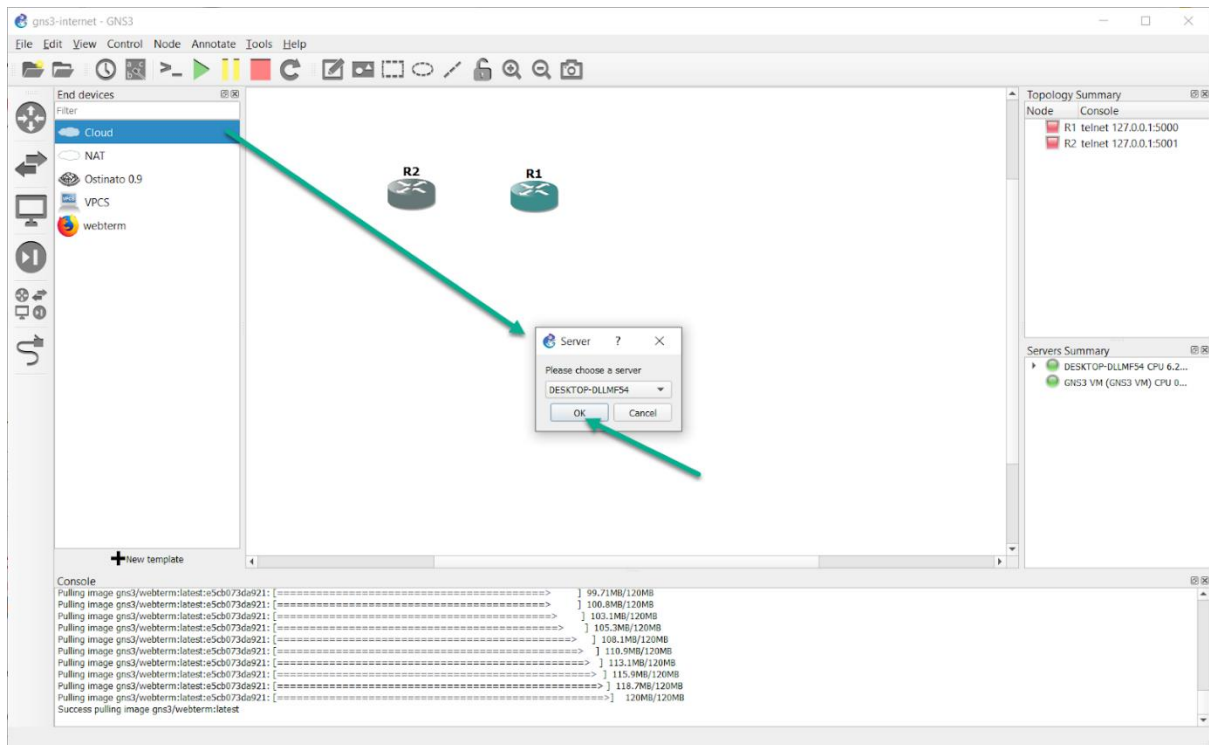 gns3-internet - GNS3
File Edit View Control Node Annotate Tools Help
End devices
Filter
Cloud
NAT
Ostinato 0.9
VPCS
webterm
New template
R2
R1
Server ?
Please choose a server
DESKTOP-DLLMF54
OK Cancel
Topology Summary
Node Console
R1 telnet 127.0.0.1:5000
R2 telnet 127.0.0.1:5001
Servers Summary
DESKTOP-DLLMF54 CPU 6.2...
GNS3 VM (GNS3 VM) CPU 0...
Console
Pulling image gns3/webterm:latest:e5cb073da921: [==============================================> ] 99.71MB/120MB
Pulling image gns3/webterm:latest:e5cb073da921: [==============================================> ] 100.8MB/120MB
Pulling image gns3/webterm:latest:e5cb073da921: [===============================================> ] 103.1MB/120MB
Pulling image gns3/webterm:latest:e5cb073da921: [================================================> ] 105.3MB/120MB
Pulling image gns3/webterm:latest:e5cb073da921: [==================================================> ] 108.1MB/120MB
Pulling image gns3/webterm:latest:e5cb073da921: [===================================================> ] 110.9MB/120MB
Pulling image gns3/webterm:latest:e5cb073da921: [====================================================> ] 113.1MB/120MB
Pulling image gns3/webterm:latest:e5cb073da921: [=====================================================> ] 115.9MB/120MB
Pulling image gns3/webterm:latest:e5cb073da921: [======================================================> ] 118.7MB/120MB
Pulling image gns3/webterm:latest:e5cb073da921: [=======================================================>] 120MB/120MB
Success pulling image gns3/webterm:latest